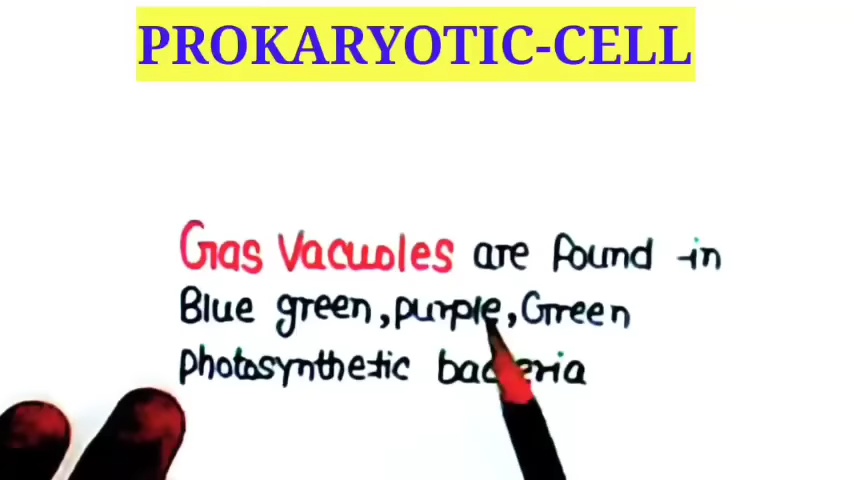 PROKARYOTIC-CELL
Gas Vacuoles are found in
Blue green, purple, Green
photosynthetic bacteria